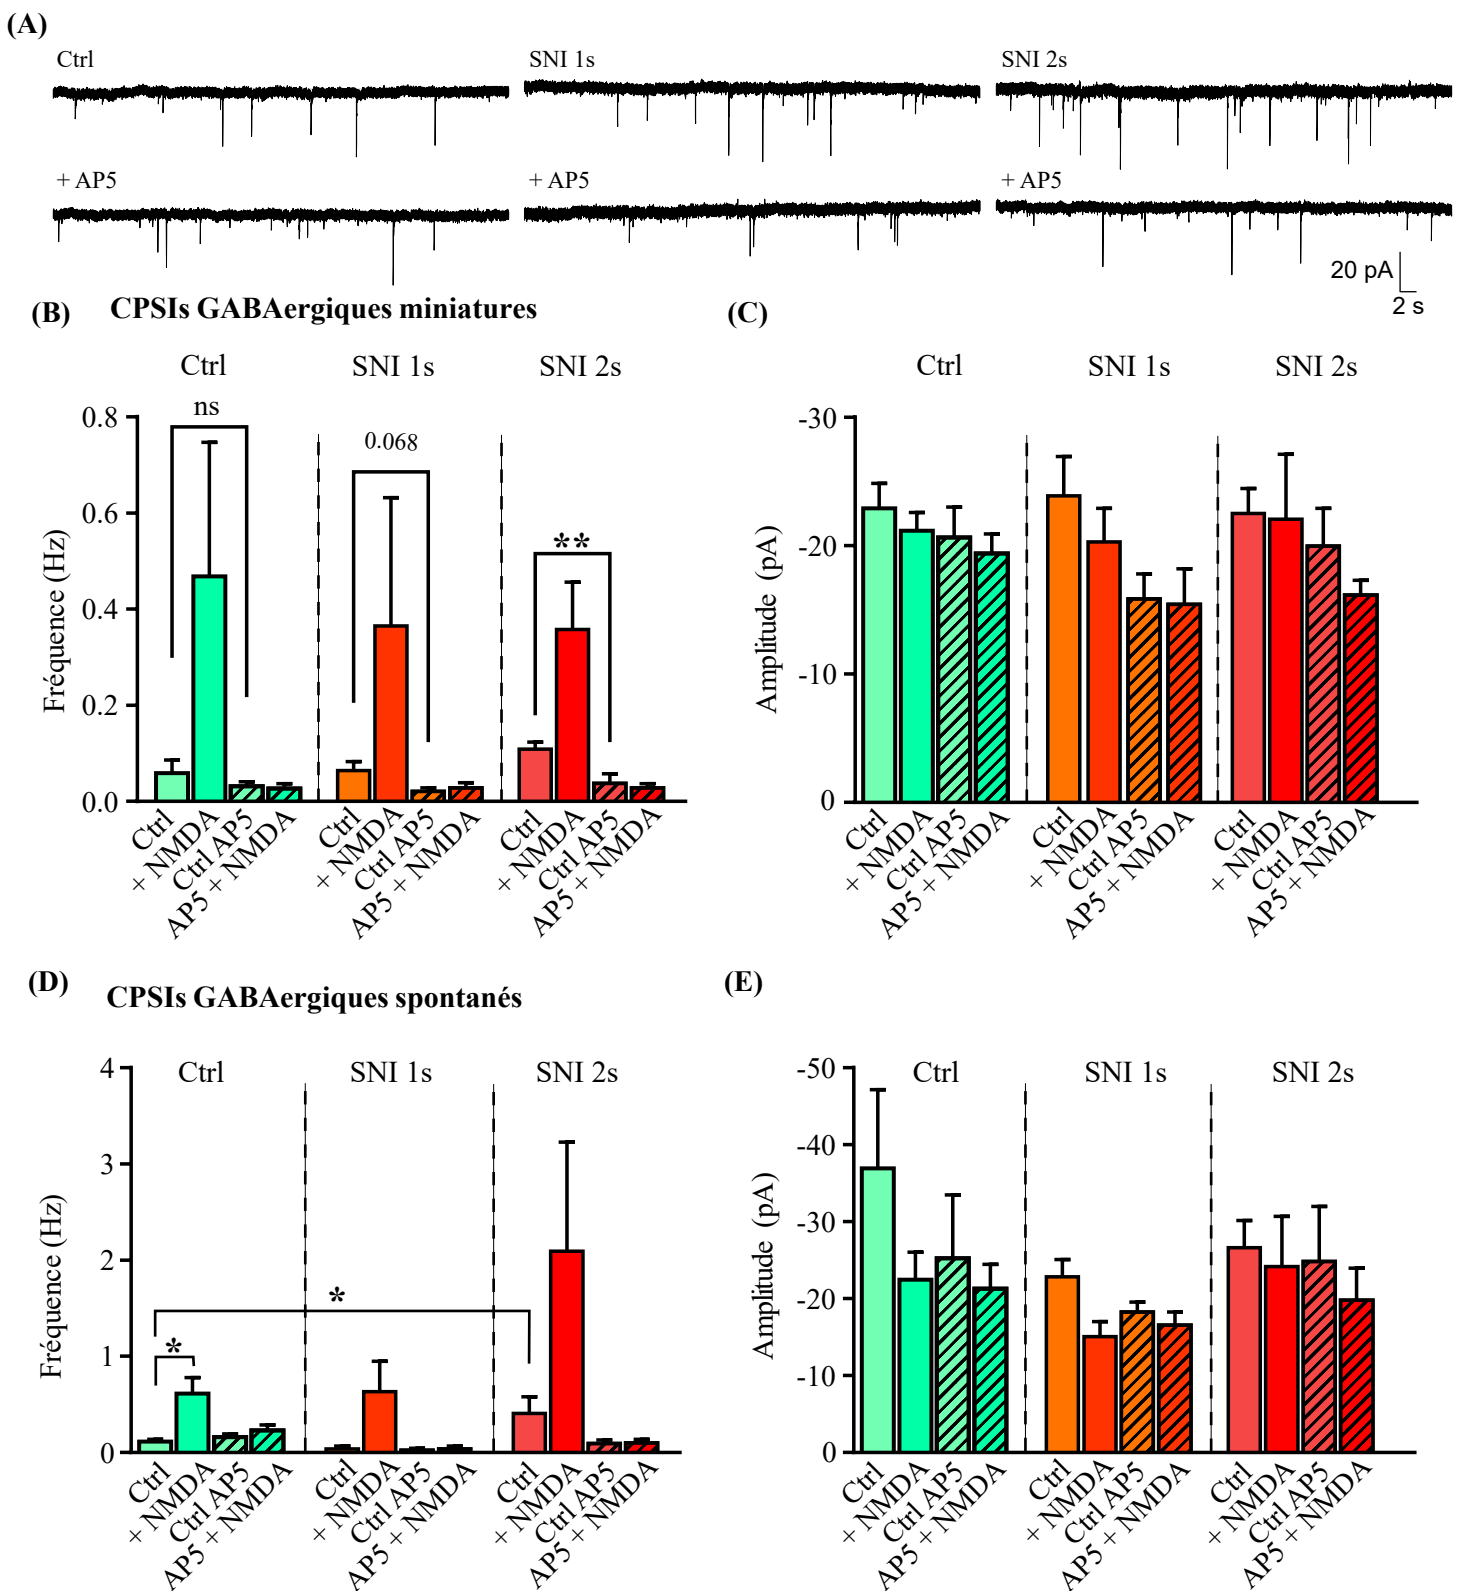 (A)
Ctrl SNI 1s SNI 2s
+ AP5 + AP5 + AP5
20 pA
2 s
(B) CPSIs GABAergiques miniatures (C)
Ctrl SNI 1s SNI 2s Ctrl SNI 1s SNI 2s
ns
0.068
**
Fréquence (Hz)
0.8
0.6
0.4
0.2
0.0
Ctrl
+ NMDA
Ctrl AP5
AP5 + NMDA
Ctrl
+ NMDA
Ctrl AP5
AP5 + NMDA
Ctrl
+ NMDA
Ctrl AP5
AP5 + NMDA
Amplitude (pA)
-30
-20
-10
0
Ctrl
+ NMDA
Ctrl AP5
AP5 + NMDA
Ctrl
+ NMDA
Ctrl AP5
AP5 + NMDA
Ctrl
+ NMDA
Ctrl AP5
AP5 + NMDA
(D) CPSIs GABAergiques spontanés (E)
Ctrl SNI 1s SNI 2s Ctrl SNI 1s SNI 2s
*
*
Fréquence (Hz)
4
3
2
1
0
Ctrl
+ NMDA
Ctrl AP5
AP5 + NMDA
Ctrl
+ NMDA
Ctrl AP5
AP5 + NMDA
Ctrl
+ NMDA
Ctrl AP5
AP5 + NMDA
Amplitude (pA)
-50
-40
-30
-20
-10
0
Ctrl
+ NMDA
Ctrl AP5
AP5 + NMDA
Ctrl
+ NMDA
Ctrl AP5
AP5 + NMDA
Ctrl
+ NMDA
Ctrl AP5
AP5 + NMDA